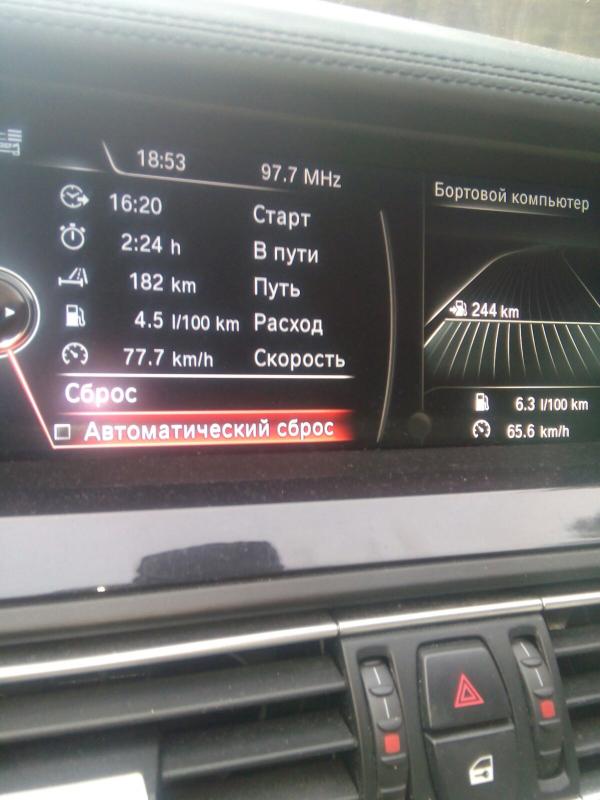 18:53 97.7 MHz
16:20 Старт
2:24 h В пути
182 km Путь
4.5 l/100 km Расход
77.7 km/h Скорость
Сброс
Автоматический сброс
Бортовой компьютер
244 km
6.3 l/100 km
65.6 km/h